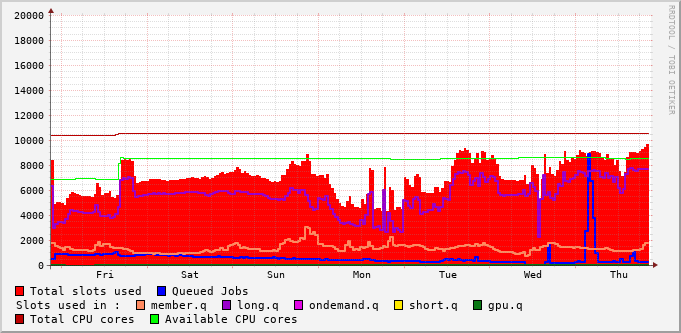 20000
18000
16000
14000
12000
10000
8000
6000
4000
2000
0
Fri Sat Sun Mon Tue Wed Thu
RRDTOOL / TOBI OETIKER
Total slots used Queued Jobs
Slots used in : member.q long.q ondemand.q short.q gpu.q
Total CPU cores Available CPU cores